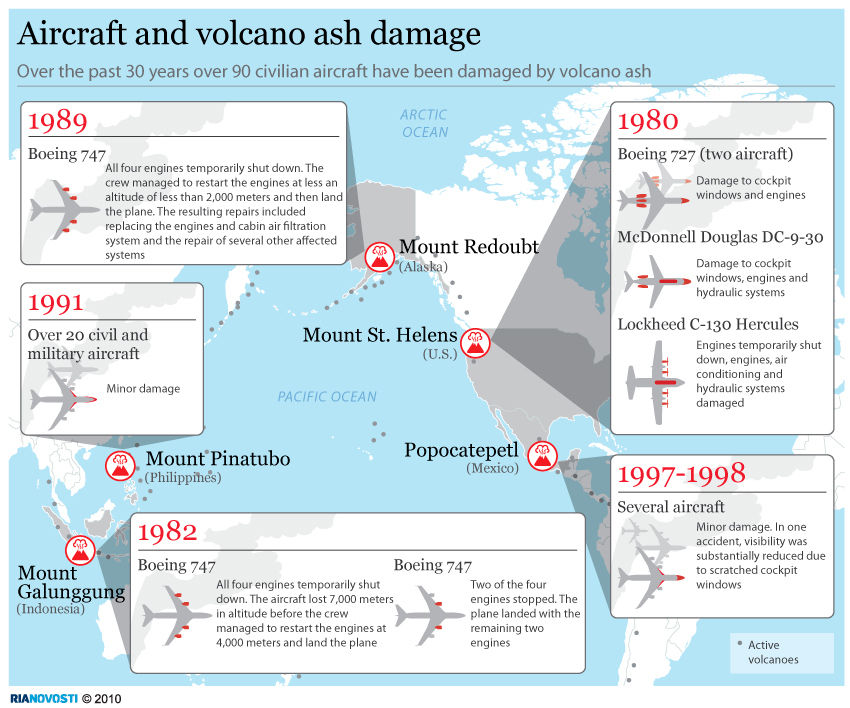 Aircraft and volcano ash damage
Over the past 30 years over 90 civilian aircraft have been damaged by volcano ash
ARCTIC
OCEAN
1989
Boeing 747
All four engines temporarily shut down. The
crew managed to restart the engines at less an
altitude of less than 2,000 meters and then land
the plane. The resulting repairs included
replacing the engines and cabin air filtration
system and the repair of several other affected
systems
1980
Boeing 727 (two aircraft)
Damage to cockpit
windows and engines
McDonnell Douglas DC-9-30
Damage to cockpit
windows, engines and
hydraulic systems
Lockheed C-130 Hercules
Engines temporarily shut
down, engines, air
conditioning and
hydraulic systems
damaged
Mount Redoubt
(Alaska)
1991
Over 20 civil and
military aircraft
Minor damage
Mount St. Helens
(U.S.)
PACIFIC OCEAN
Mount Pinatubo
(Philippines)
Popocatepetl
(Mexico)
1997-1998
Several aircraft
Minor damage. In one
accident, visibility was
substantially reduced due
to scratched cockpit
windows
Mount
Galunggung
(Indonesia)
1982
Boeing 747
All four engines temporarily shut
down. The aircraft lost 7,000 meters
in altitude before the crew
managed to restart the engines at
4,000 meters and land the plane
Boeing 747
Two of the four
engines stopped. The
plane landed with the
remaining two
engines
Active
volcanoes
RIANOVOSTI © 2010